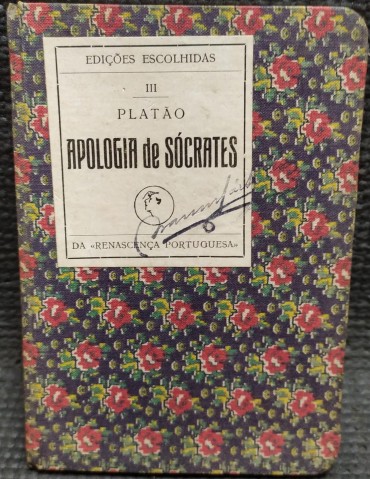 EDIÇÕES ESCOLHIDAS
III
PLATÃO
APOLOGIA de SÓCRATES
DA «RENASCENÇA PORTUGUESA»